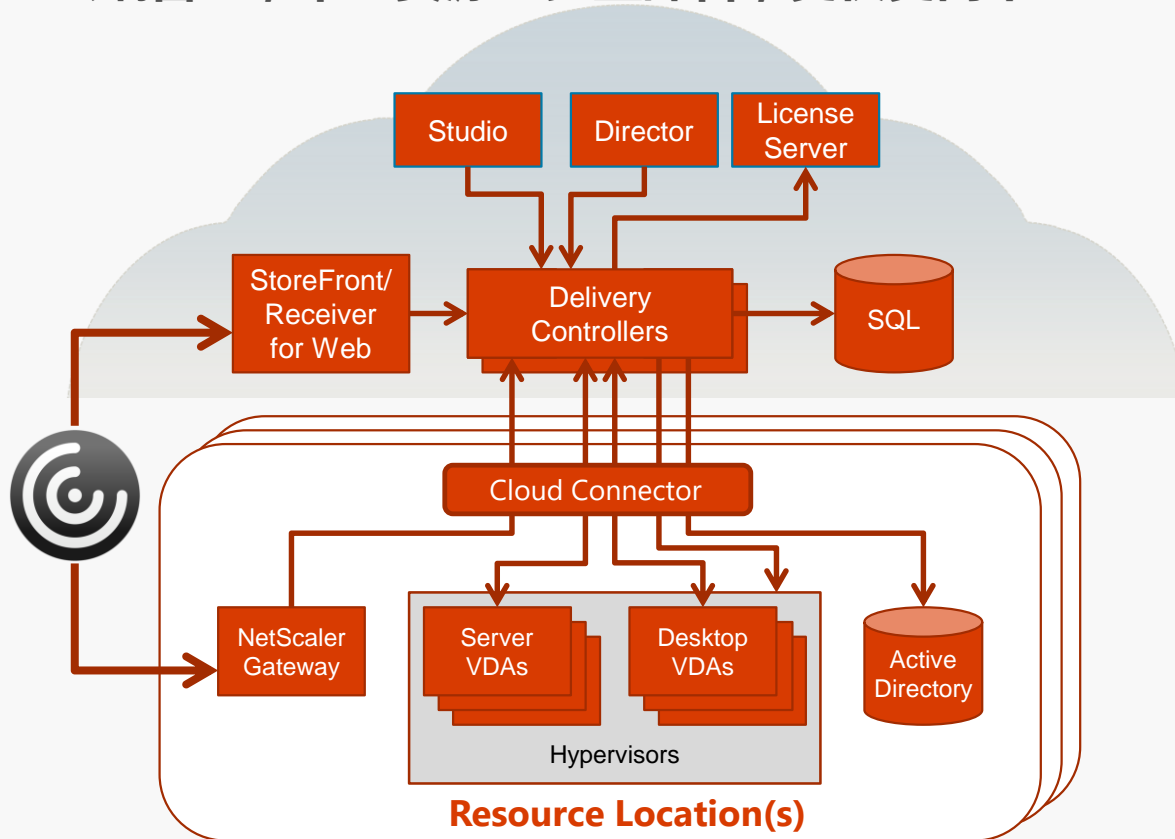 Studio
Director
License
Server
StoreFront/
Receiver
for Web
Delivery
Controllers
SQL
Cloud Connector
NetScaler
Gateway
Server
VDAs
Desktop
VDAs
Active
Directory
Hypervisors
Resource Location(s)